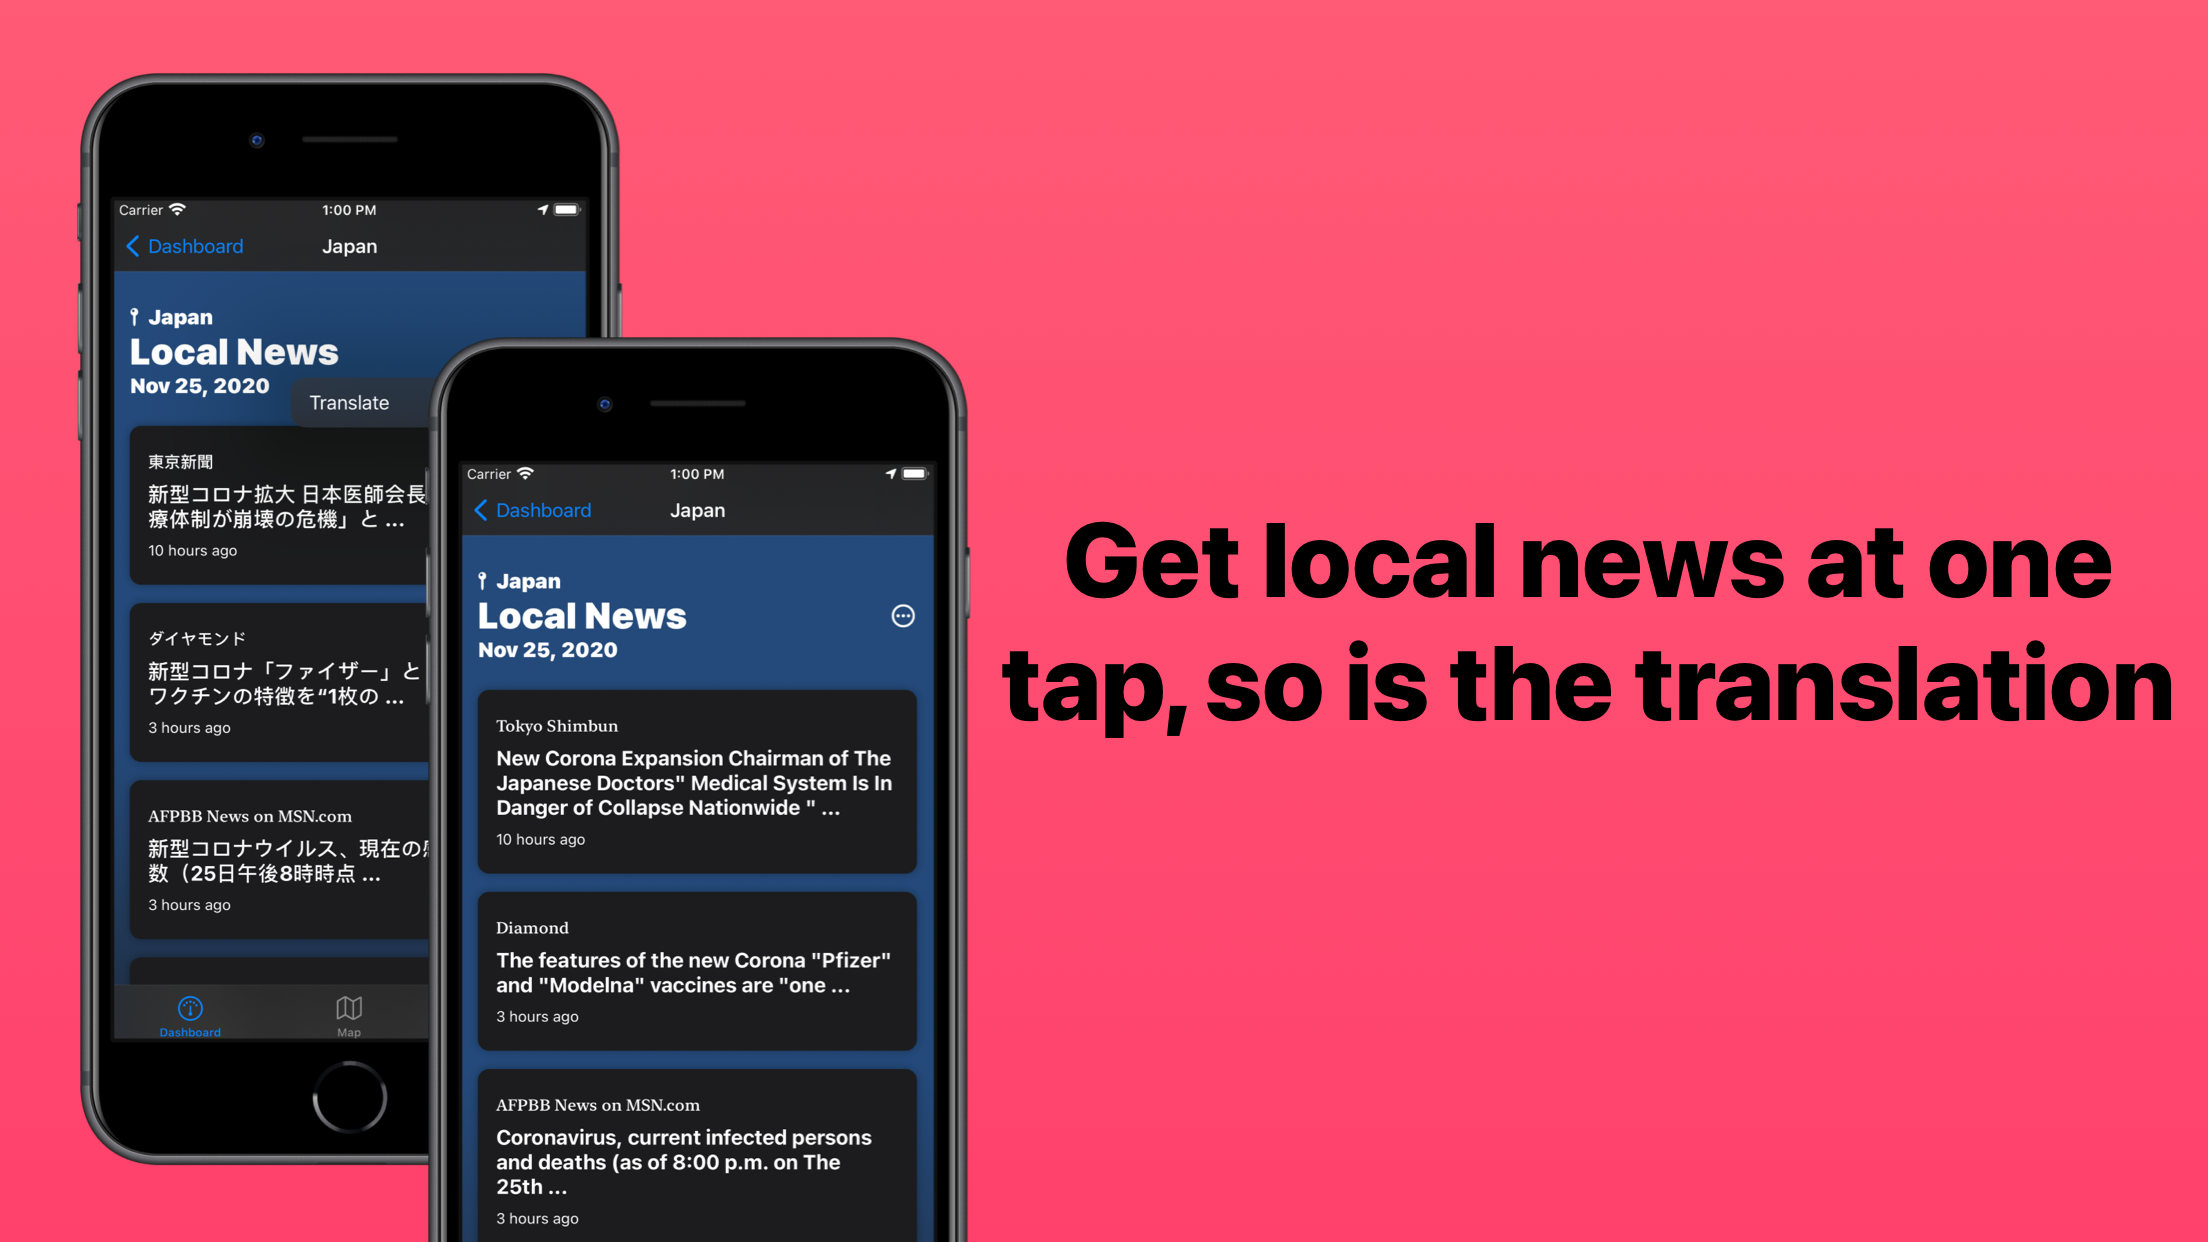 Carrier
1:00 PM
Dashboard
Japan
Japan
Local News
Nov 25, 2020
Translate
東京新聞
新型コロナ拡大 日本医師会長
療体制が崩壊の危機」と ...
10 hours ago
ダイヤモンド
新型コロナ「ファイザー」と
ワクチンの特徴を“1枚の ...
3 hours ago
AFPBB News on MSN.com
新型コロナウイルス、現在の
数（25日午後8時時点 ...
3 hours ago
Dashboard
Map
Carrier
1:00 PM
Dashboard
Japan
Japan
Local News
Nov 25, 2020
Tokyo Shimbun
New Corona Expansion Chairman of The
Japanese Doctors" Medical System Is In
Danger of Collapse Nationwide " ...
10 hours ago
Diamond
The features of the new Corona "Pfizer"
and "Modelna" vaccines are "one ...
3 hours ago
AFPBB News on MSN.com
Coronavirus, current infected persons
and deaths (as of 8:00 p.m. on The
25th ...
3 hours ago
Get local news at one
tap, so is the translation